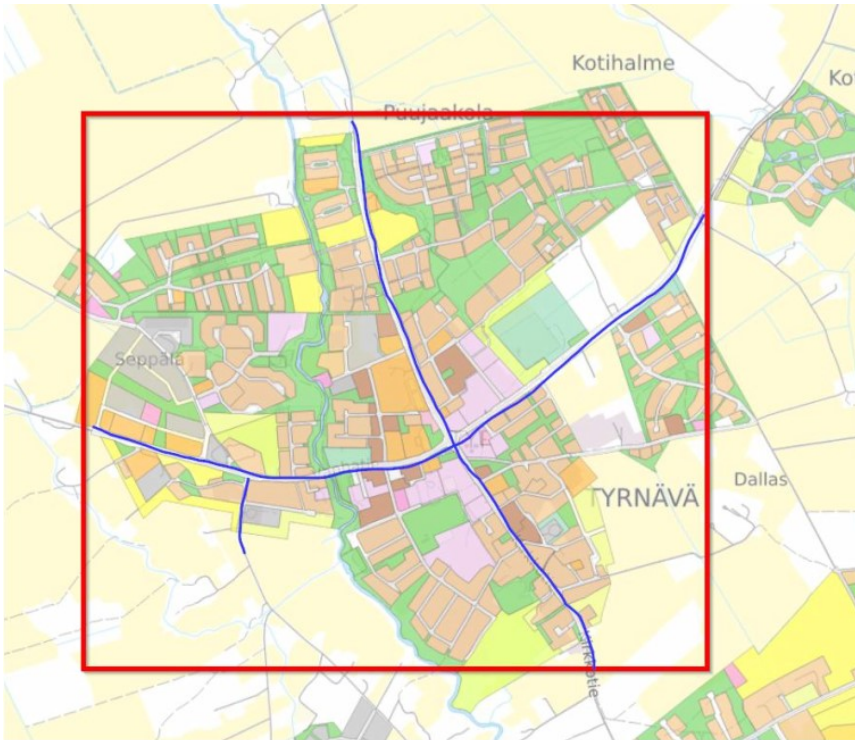 Kotihalme
Ko
Puujaakola
Seppälä
TYRNÄVÄ
Dallas